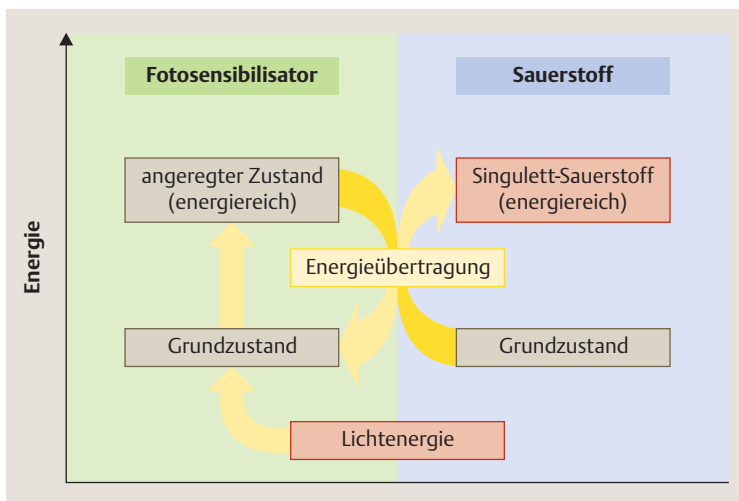 Energie
Fotosensibilisator
Sauerstoff
angeregter Zustand
(energiereich)
Singulett-Sauerstoff
(energiereich)
Energieübertragung
Grundzustand
Grundzustand
Lichtenergie